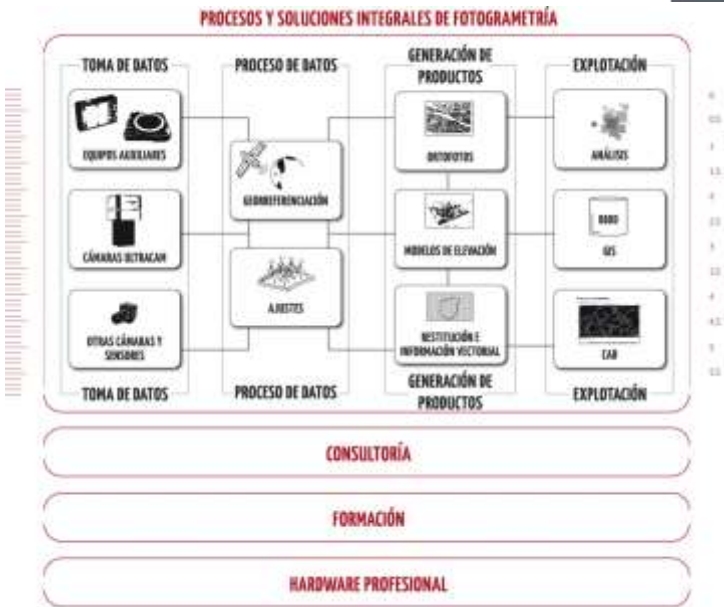 PROCESOS Y SOLUCIONES INTEGRALES DE FOTOGRAMETRÍA
TOMA DE DATOS
PROCESO DE DATOS
GENERACIÓN DE
PRODUCTOS
EXPLOTACIÓN
EQUIPOS AUXILIARES
GEORREFERENCIACIÓN
ORTOFOTOS
ANÁLISIS
CÁMARAS ULTRACAM
AJUSTES
MODELOS DE ELEVACIÓN
GIS
OTRAS CÁMARAS Y
SENSORES
RESTITUCIÓN E
INFORMACIÓN VECTORIAL
CAD
TOMA DE DATOS
PROCESO DE DATOS
GENERACIÓN DE
PRODUCTOS
EXPLOTACIÓN
CONSULTORÍA
FORMACIÓN
HARDWARE PROFESIONAL